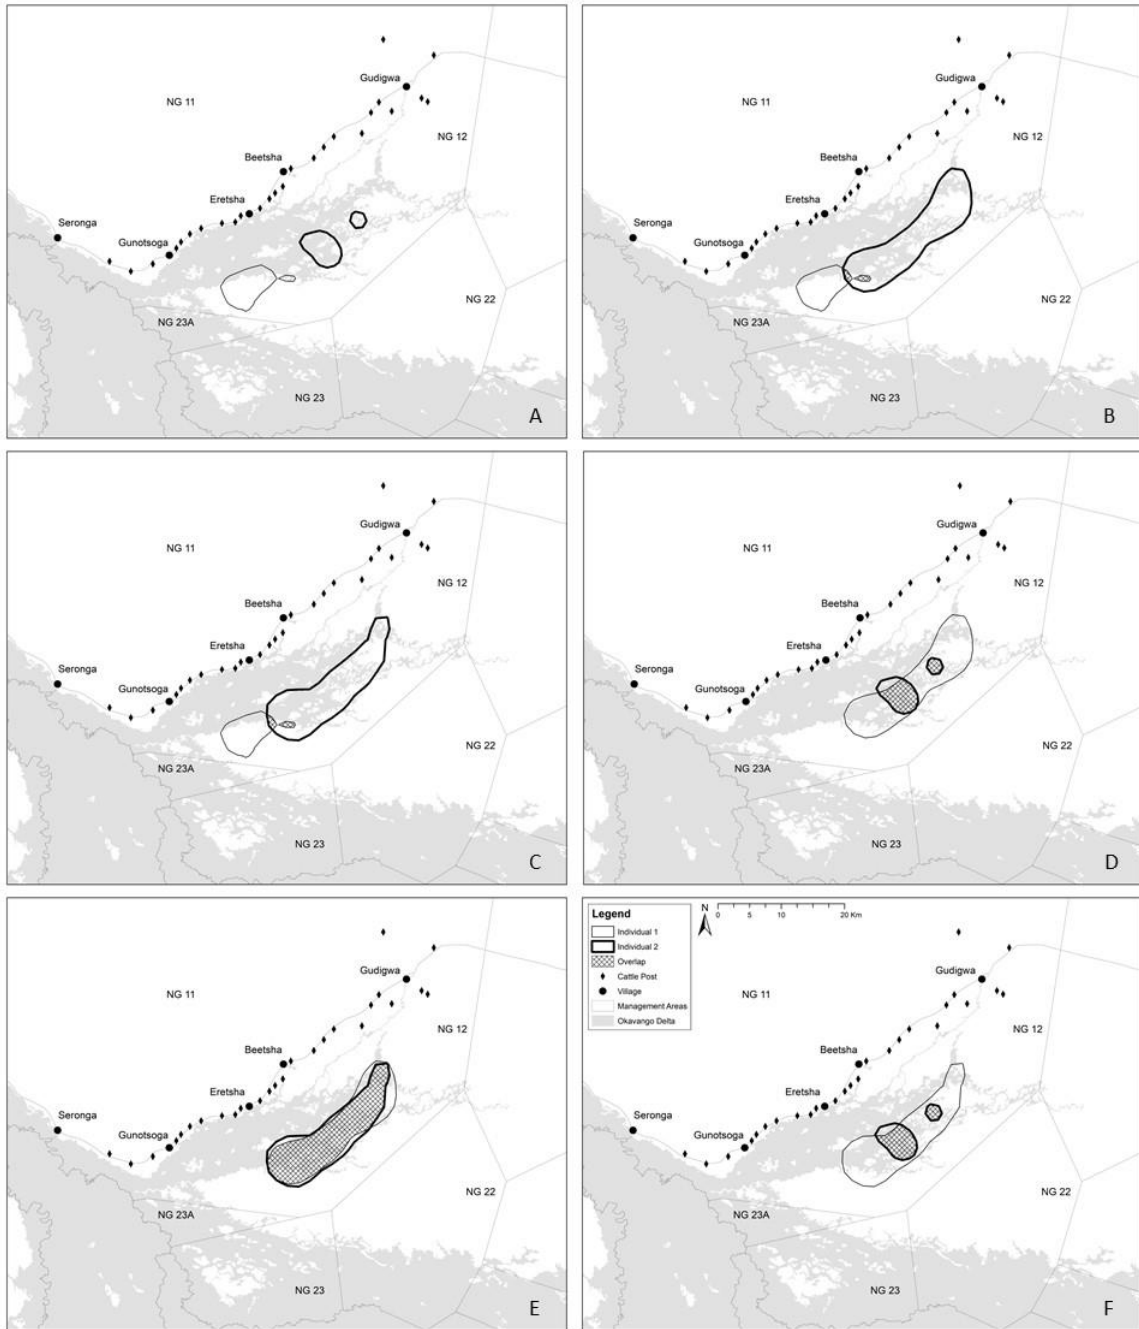 Gudigwa
NG 11
NG 12
Beetsha
Eretsha
Seronga
Gunotsoga
NG 22
NG 23A
NG 23
A
Gudigwa
NG 11
NG 12
Beetsha
Eretsha
Seronga
Gunotsoga
NG 22
NG 23A
NG 23
B
Gudigwa
NG 11
NG 12
Beetsha
Eretsha
Seronga
Gunotsoga
NG 22
NG 23A
NG 23
C
Gudigwa
NG 11
NG 12
Beetsha
Eretsha
Seronga
Gunotsoga
NG 22
NG 23A
NG 23
D
Gudigwa
NG 11
NG 12
Beetsha
Eretsha
Seronga
Gunotsoga
NG 22
NG 23A
NG 23
E
Legend
Individual 1
Individual 2
Overlap
Cattle Post
Village
Management Areas
Okavango Delta
N
0 5 10 20 Km
Gudigwa
NG 11
NG 12
Beetsha
Eretsha
Seronga
Gunotsoga
NG 22
NG 23A
NG 23
F